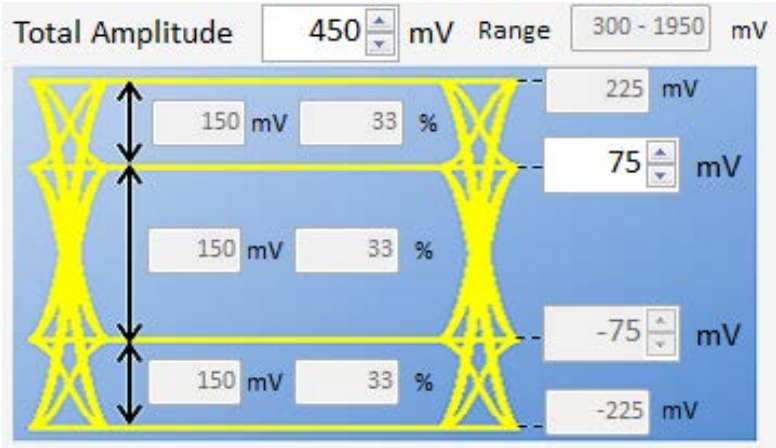 Total Amplitude 450 mV Range 300 - 1950 mV
225 mV
150 mV 33 %
75 mV
150 mV 33 %
-75 mV
150 mV 33 %
-225 mV